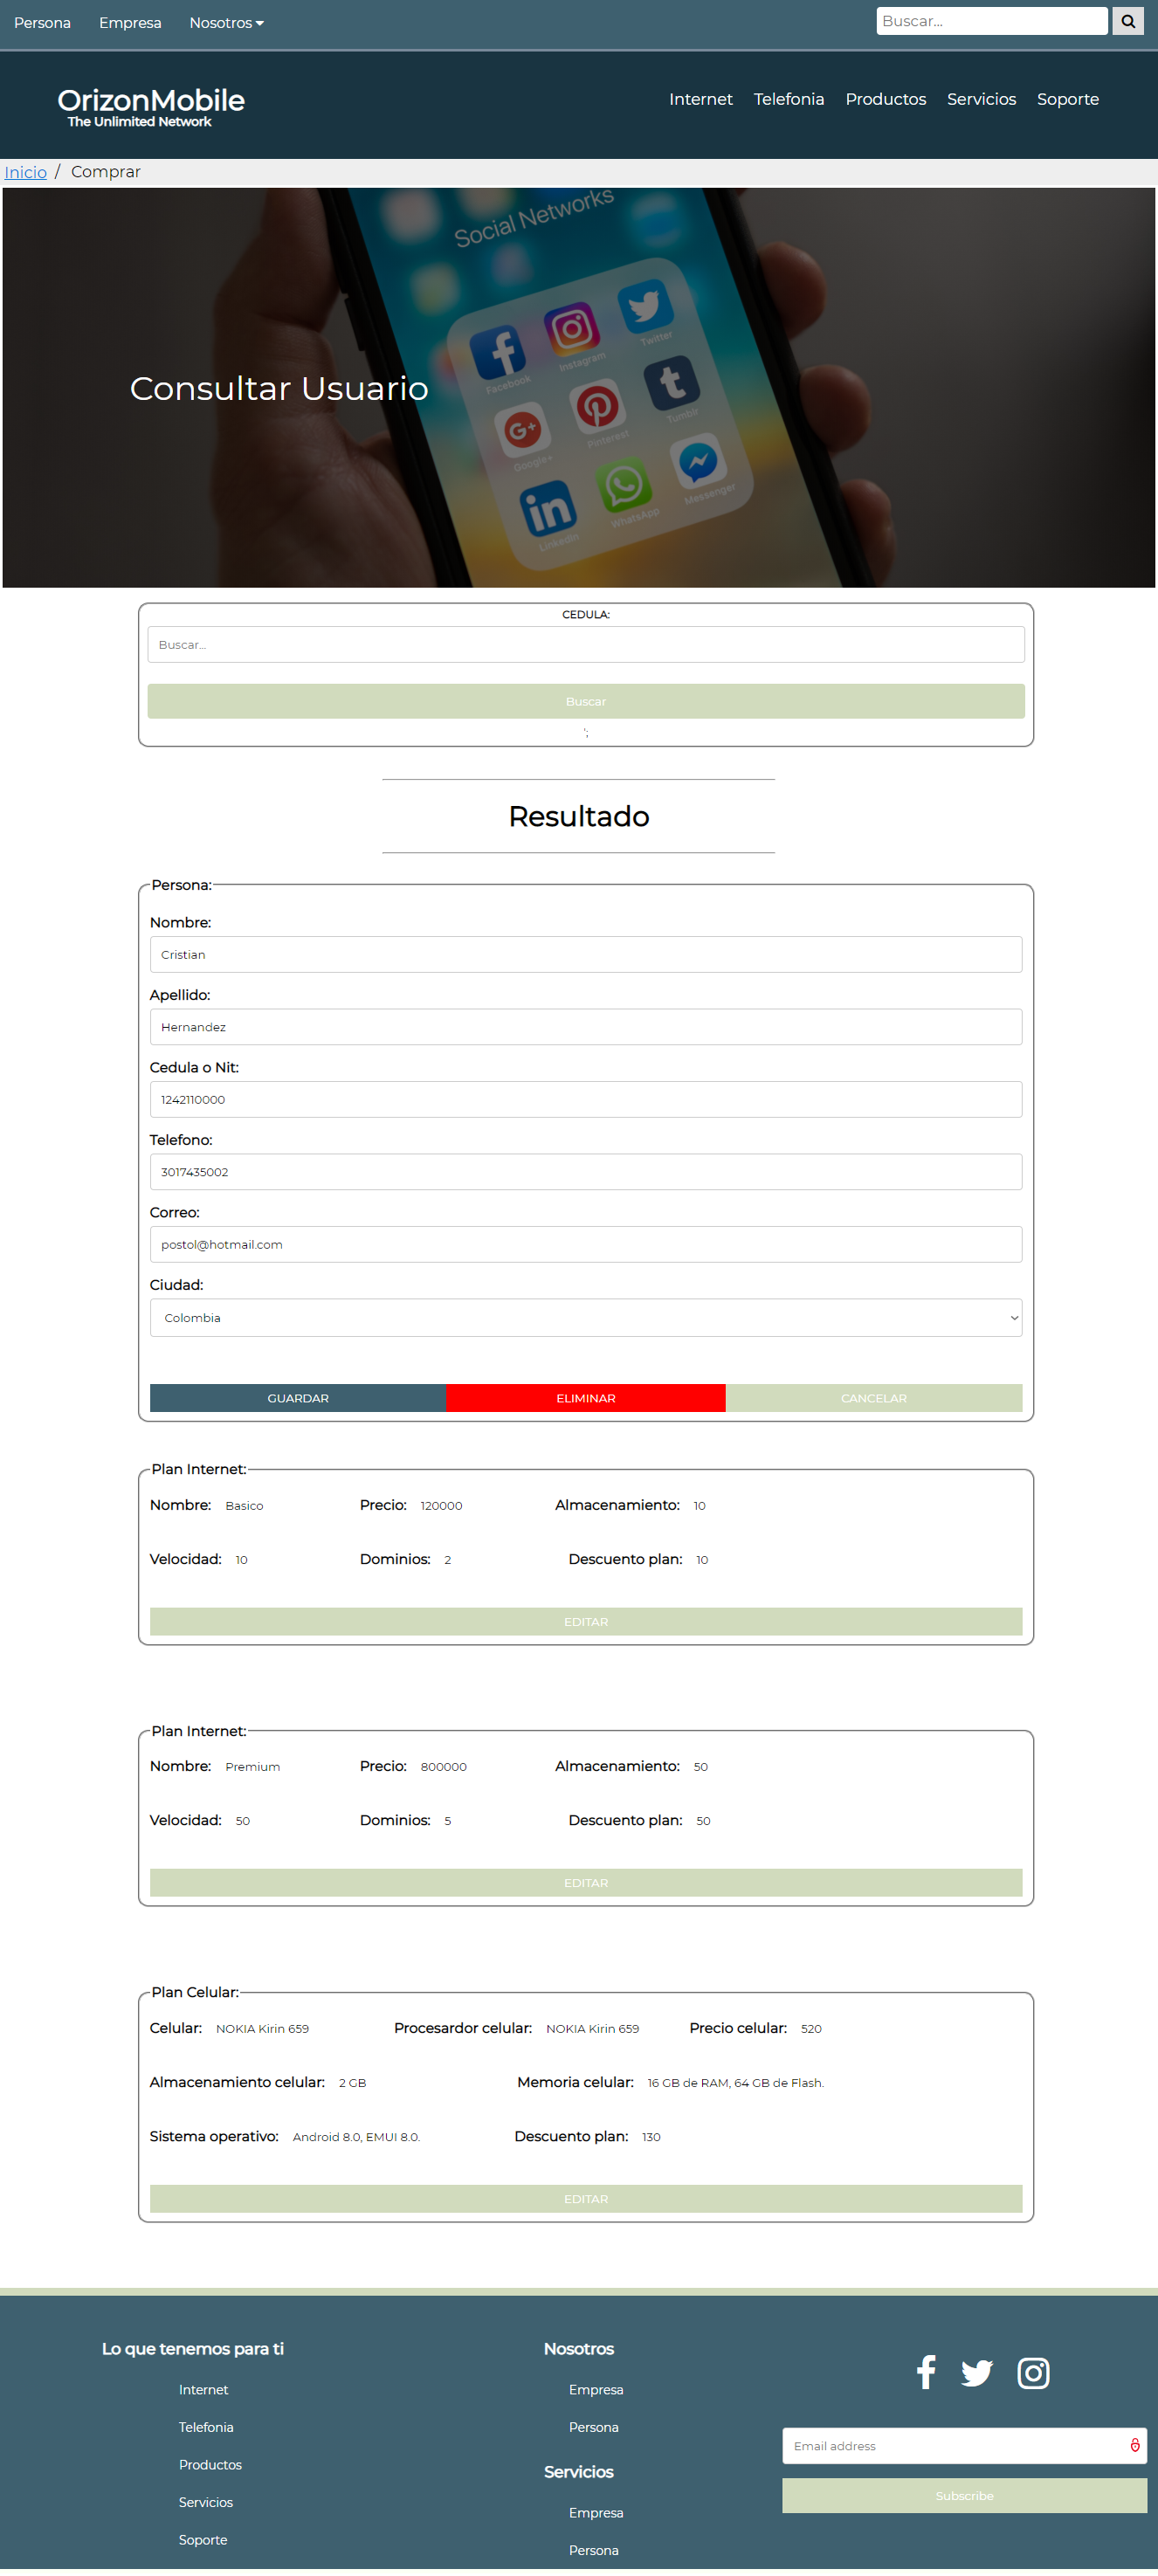 Persona Empresa Nosotros
Buscar...
OrizonMobile
The Unlimited Network
Internet Telefonia Productos Servicios Soporte
Inicio / Comprar
Social Networks
Facebook Instagram Twitter
Google+ Pinterest Tumblr
LinkedIn WhatsApp Messenger
Consultar Usuario
CEDULA:
Buscar...
Buscar
';
Resultado
Persona:
Nombre:
Cristian
Apellido:
Hernandez
Cedula o Nit:
1242110000
Telefono:
3017435002
Correo:
postol@hotmail.com
Ciudad:
Colombia
GUARDAR ELIMINAR CANCELAR
Plan Internet:
Nombre: Basico Precio: 120000 Almacenamiento: 10
Velocidad: 10 Dominios: 2 Descuento plan: 10
EDITAR
Plan Internet:
Nombre: Premium Precio: 800000 Almacenamiento: 50
Velocidad: 50 Dominios: 5 Descuento plan: 50
EDITAR
Plan Celular:
Celular: NOKIA Kirin 659 Procesardor celular: NOKIA Kirin 659 Precio celular: 520
Almacenamiento celular: 2 GB Memoria celular: 16 GB de RAM, 64 GB de Flash.
Sistema operativo: Android 8.0, EMUI 8.0. Descuento plan: 130
EDITAR
Lo que tenemos para ti
Internet
Telefonia
Productos
Servicios
Soporte
Nosotros
Empresa
Persona
Servicios
Empresa
Persona
Email address
Subscribe